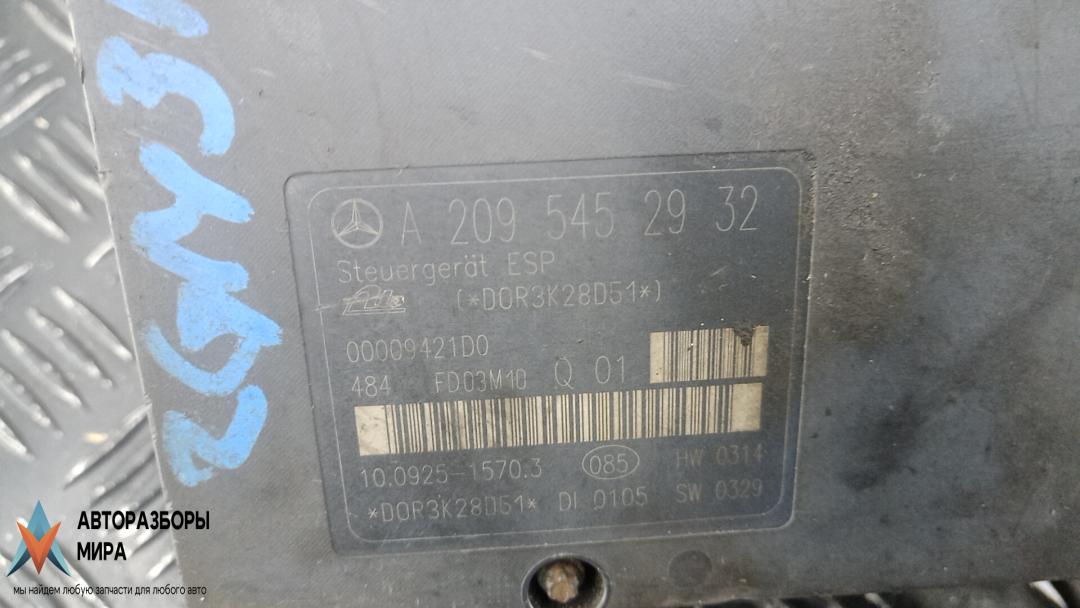 A 209 545 29 32
Steuergerät ESP
(*DOR3K28D51*)
00009421D0
484 FD03M10 Q 01
10.0925-1570.3 085 HW 0314
*DOR3K28D51* DI 0105 SW 0329
АВТОРАЗБОРЫ
МИРА
мы найдем любую запчасти для любого авто